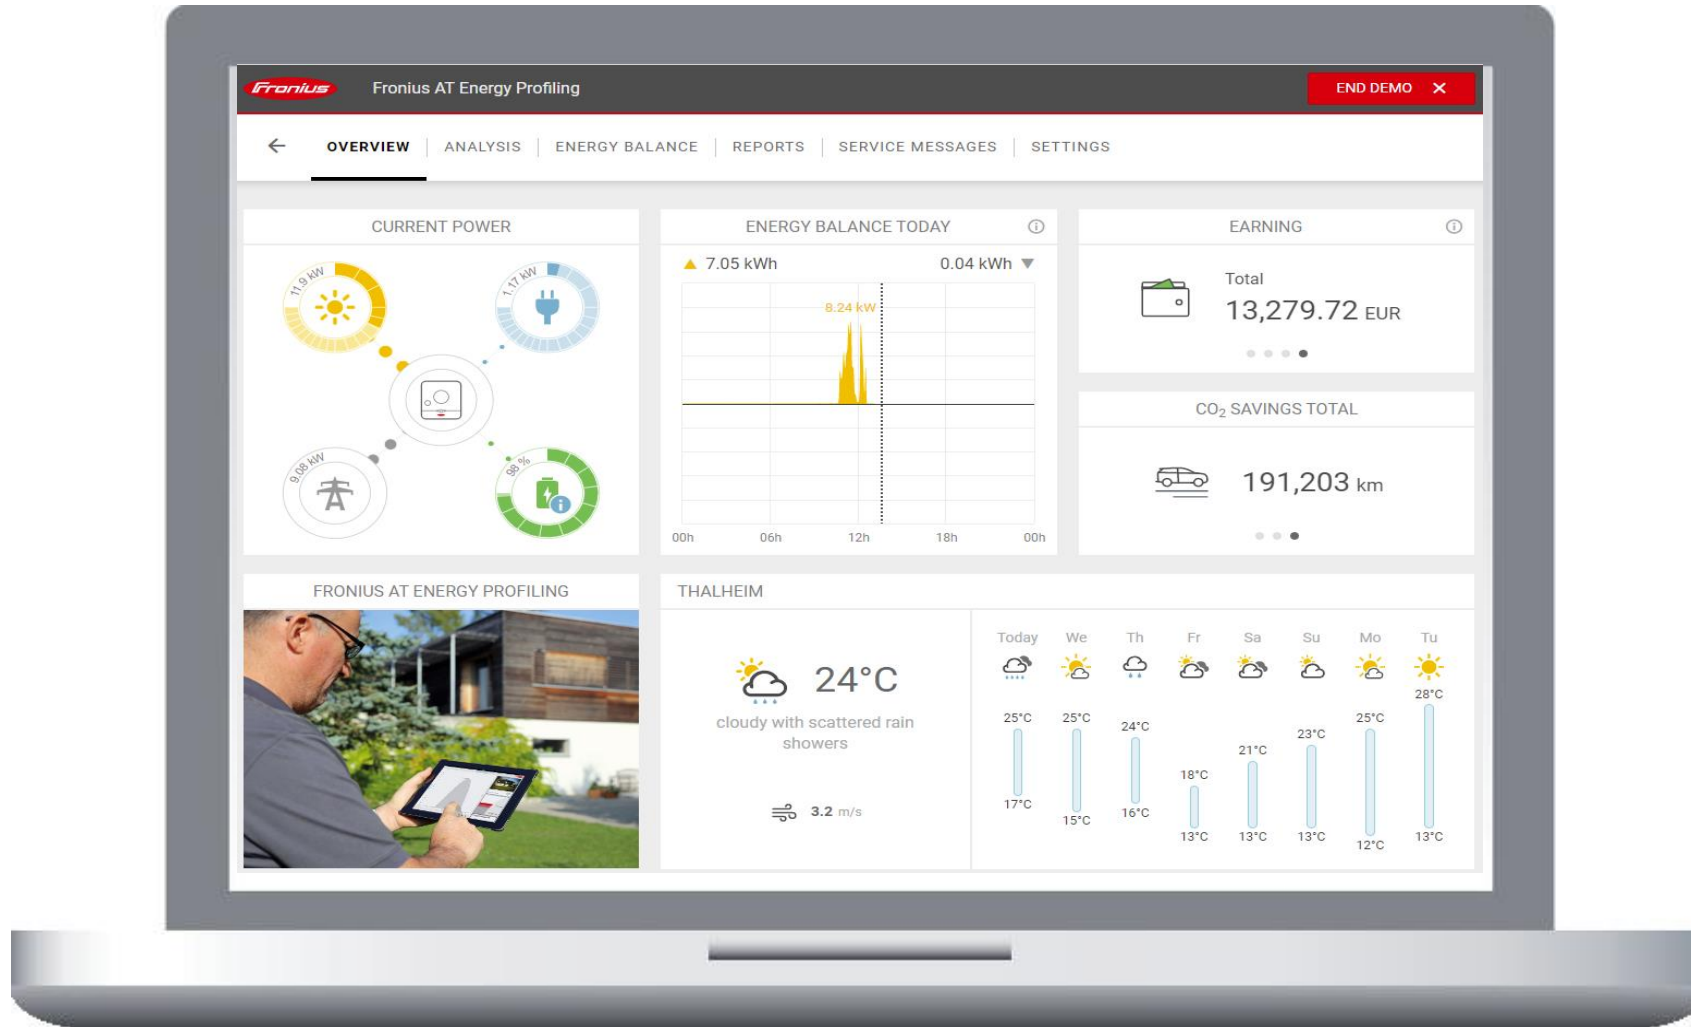 Fronius
Fronius AT Energy Profiling
END DEMO
OVERVIEW
ANALYSIS
ENERGY BALANCE
REPORTS
SERVICE MESSAGES
SETTINGS
CURRENT POWER
11.9 kW
1.17 kW
9.08 kW
98 %
ENERGY BALANCE TODAY
7.05 kWh
0.04 kWh
8.24 kW
00h 06h 12h 18h 00h
EARNING
Total
13,279.72 EUR
CO₂ SAVINGS TOTAL
191,203 km
FRONIUS AT ENERGY PROFILING
THALHEIM
24°C
cloudy with scattered rain
showers
3.2 m/s
Today We Th Fr Sa Su Mo Tu
25°C 25°C 24°C 18°C 21°C 23°C 25°C 28°C
17°C 15°C 16°C 13°C 13°C 13°C 12°C 13°C